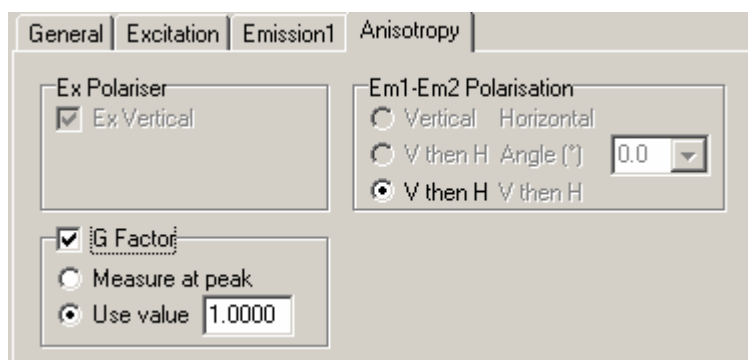 General Excitation Emission1 Anisotropy
Ex Polariser
Ex Vertical
Em1-Em2 Polarisation
Vertical Horizontal
V then H Angle (°) 0.0
V then H V then H
G Factor
Measure at peak
Use value 1.0000